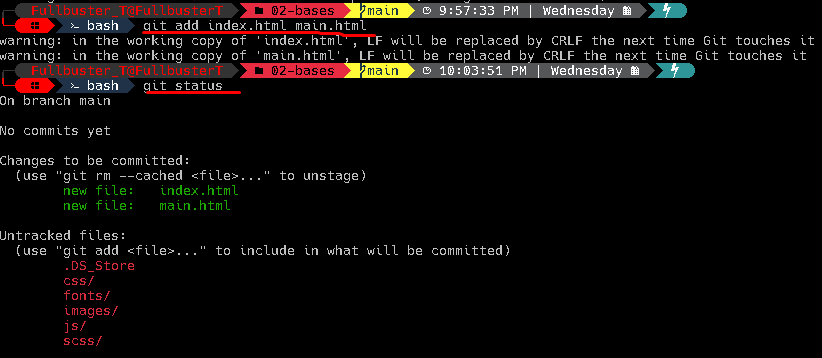 Fullbuster_T@FullbusterT 02-bases main 9:57:33 PM | Wednesday
bash git add index.html main.html
warning: in the working copy of 'index.html', LF will be replaced by CRLF the next time Git touches it
warning: in the working copy of 'main.html', LF will be replaced by CRLF the next time Git touches it
Fullbuster_T@FullbusterT 02-bases main 10:03:51 PM | Wednesday
bash git status
On branch main
No commits yet
Changes to be committed:
(use "git rm --cached <file>..." to unstage)
new file: index.html
new file: main.html
Untracked files:
(use "git add <file>..." to include in what will be committed)
.DS_Store
css/
fonts/
images/
js/
scss/